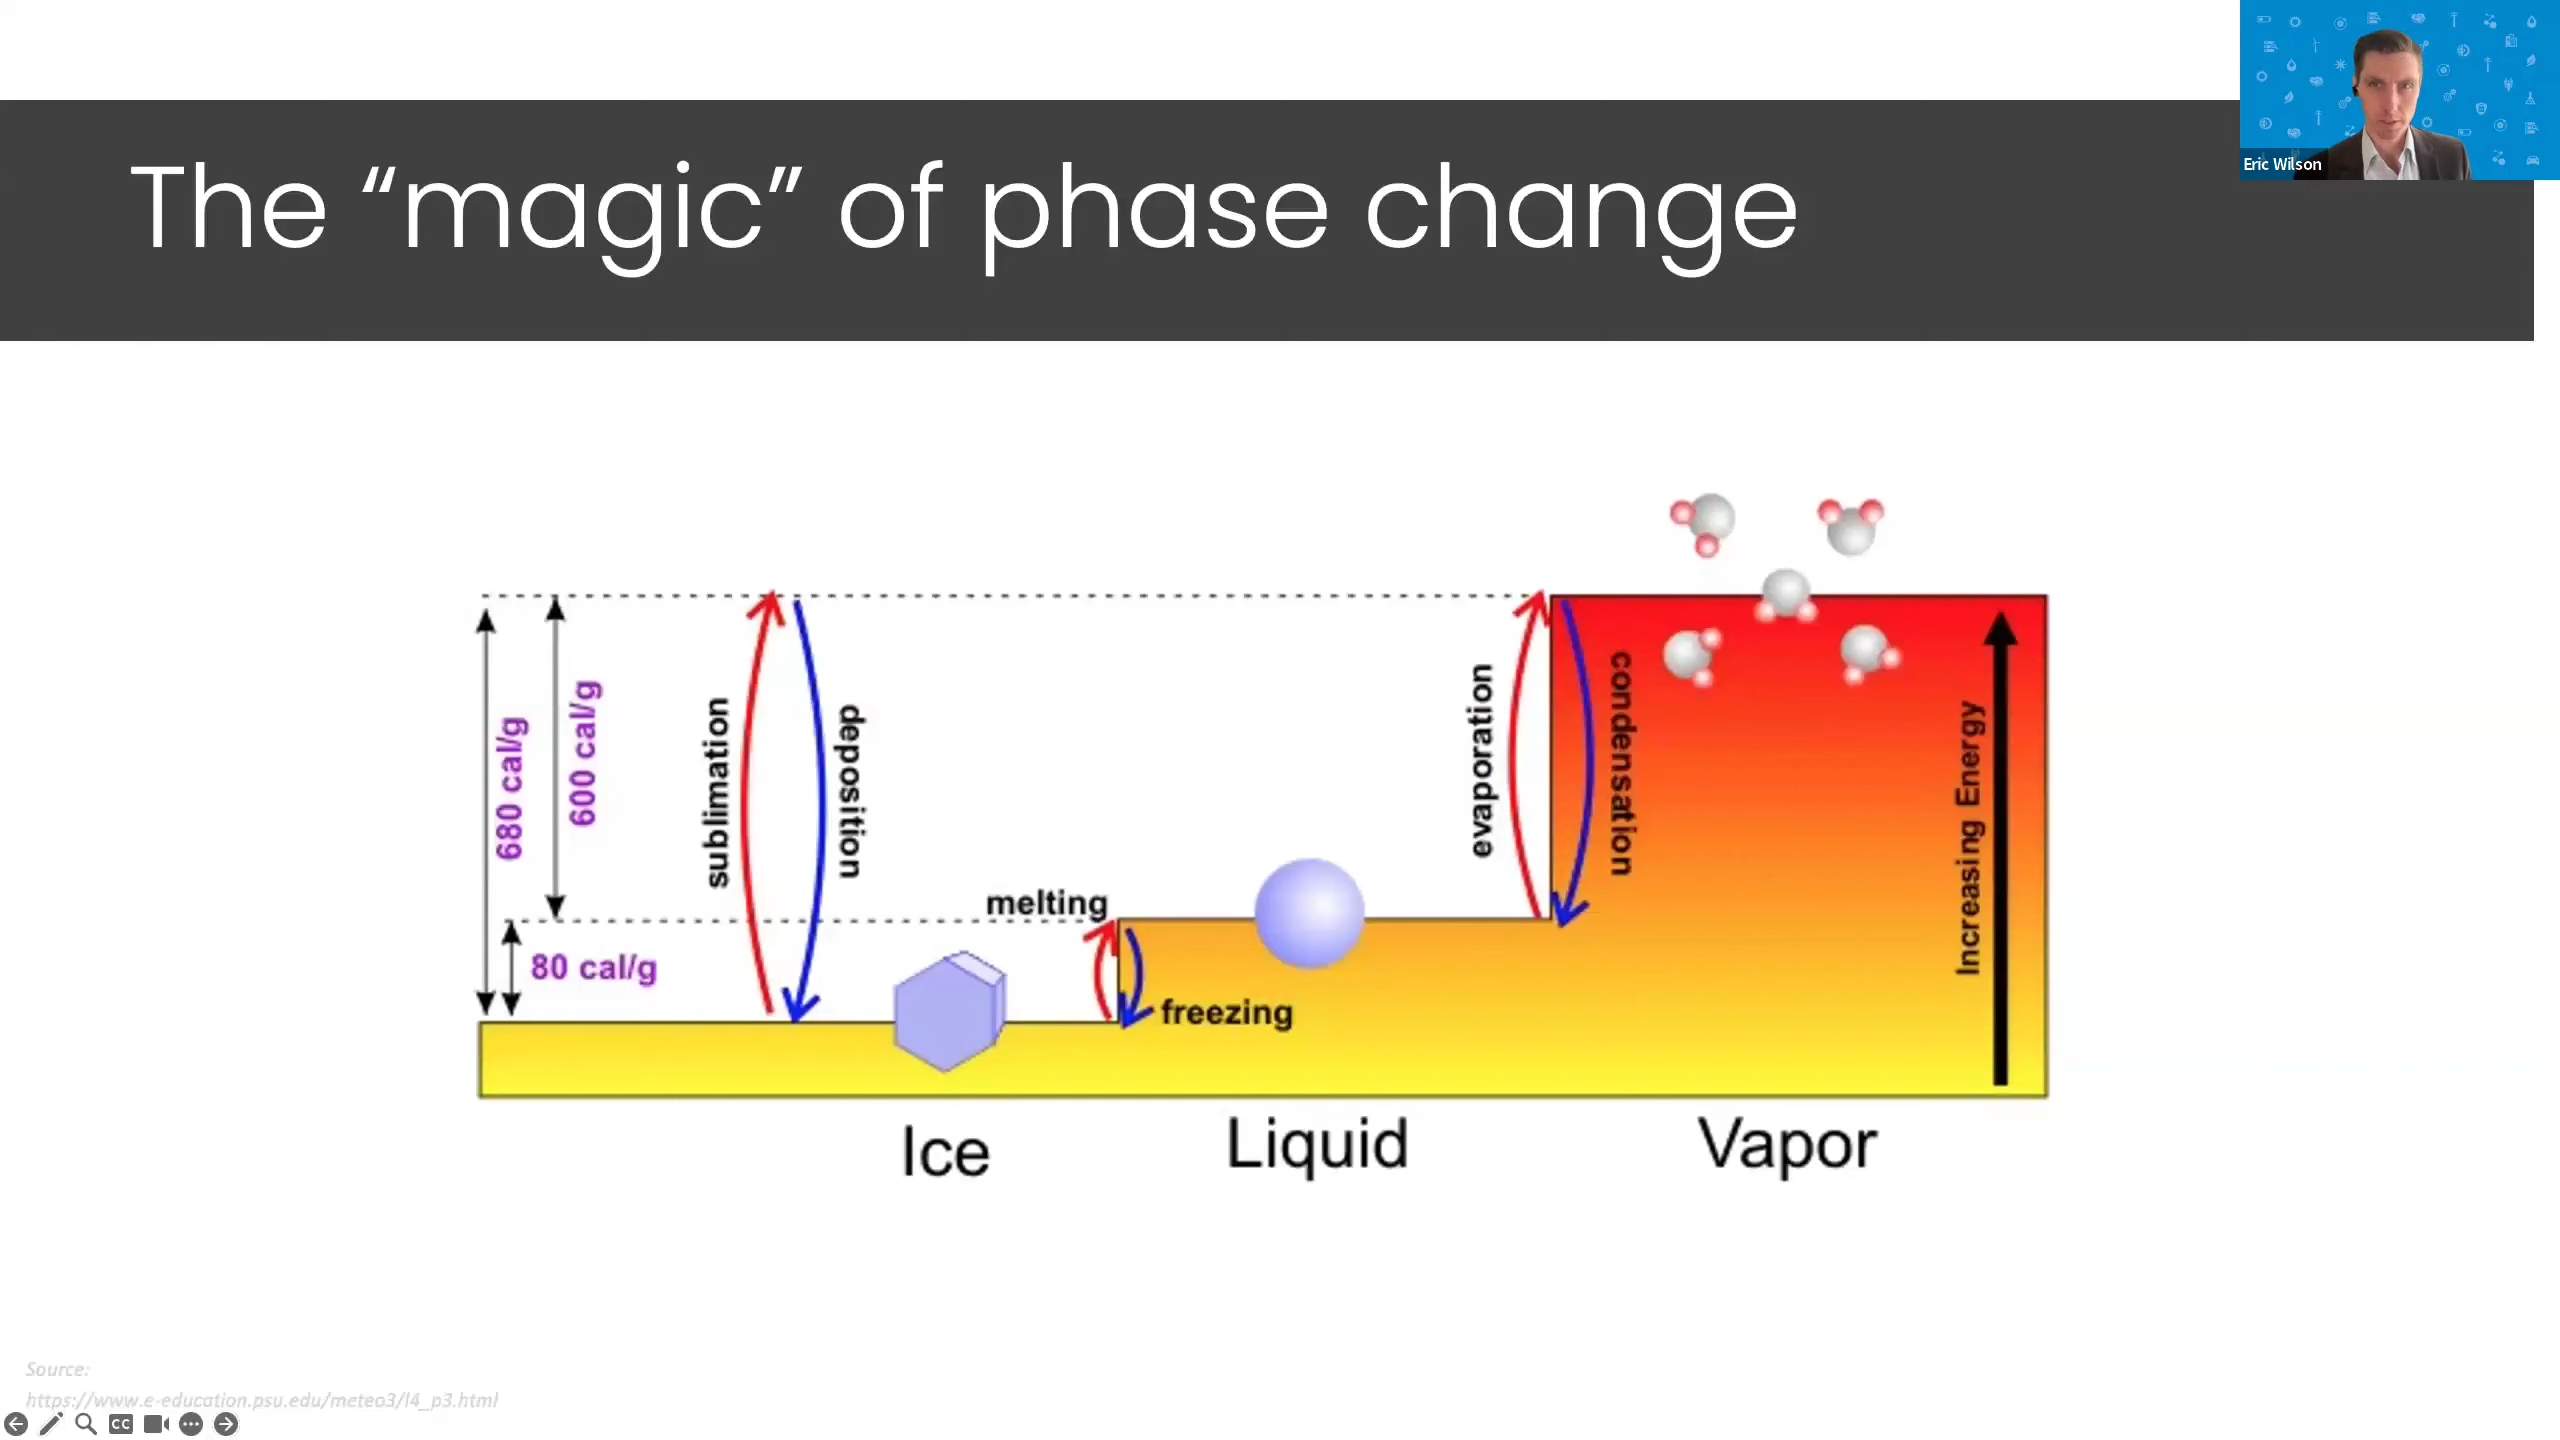 Eric Wilson
The “magic” of phase change
680 cal/g
600 cal/g
80 cal/g
sublimation
deposition
melting
freezing
evaporation
condensation
Increasing Energy
Ice
Liquid
Vapor
Source:
https://www.e-education.psu.edu/meteo3/l4_p3.html
CC